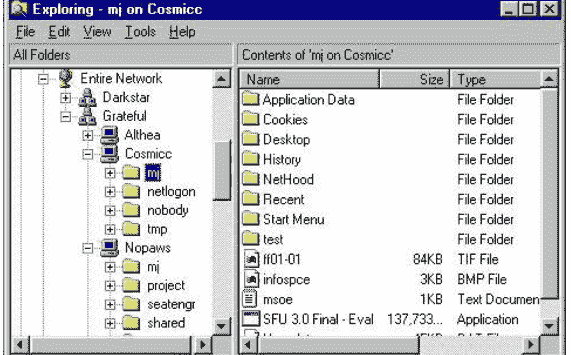 Exploring - mj on Cosmicc
File Edit View Tools Help
All Folders
Contents of 'mj on Cosmicc'
Entire Network
Darkstar
Grateful
Althea
Cosmicc
mj
netlogon
nobody
tmp
Nopaws
mj
project
seatengr
shared
Name Size Type
Application Data File Folder
Cookies File Folder
Desktop File Folder
History File Folder
NetHood File Folder
Recent File Folder
Start Menu File Folder
test File Folder
ff01-01 84KB TIF File
infospce 3KB BMP File
msoe 1KB Text Documen
SFU 3.0 Final - Eval 137,733... Application